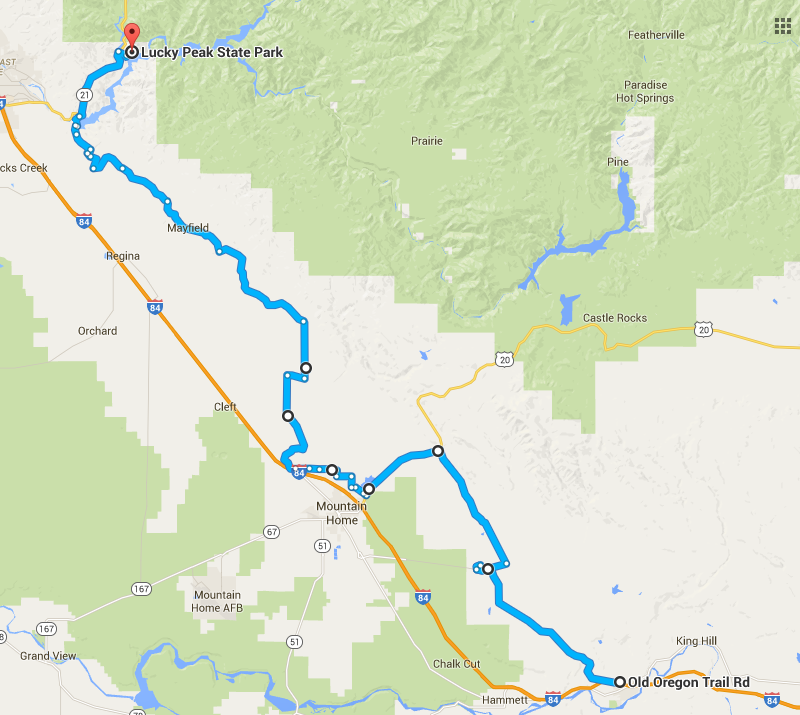 Featherville
Lucky Peak State Park
AST
Paradise
Hot Springs
21
84
Prairie
Pine
cks Creek
84
Mayfield
Regina
84
Castle Rocks
20
Orchard
20
Cleft
84
Mountain
Home
67
51
167
Mountain
Home AFB
84
167
51
King Hill
Grand View
Chalk Cut
Old Oregon Trail Rd
Hammett
84
84
78